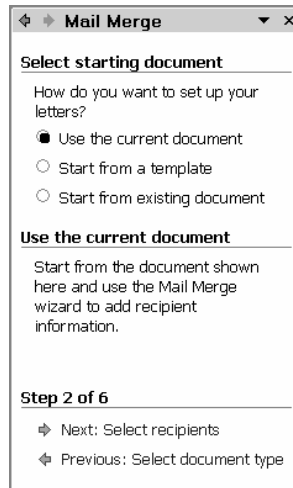 Mail Merge
Select starting document
How do you want to set up your
letters?
Use the current document
Start from a template
Start from existing document
Use the current document
Start from the document shown
here and use the Mail Merge
wizard to add recipient
information.
Step 2 of 6
Next: Select recipients
Previous: Select document type